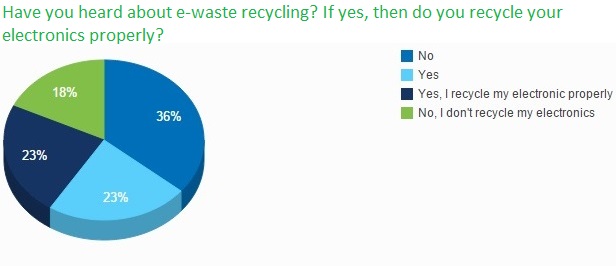 Have you heard about e-waste recycling? If yes, then do you recycle your
electronics properly?
No
Yes
Yes, I recycle my electronic properly
No, I don't recycle my electronics
18%
36%
23%
23%